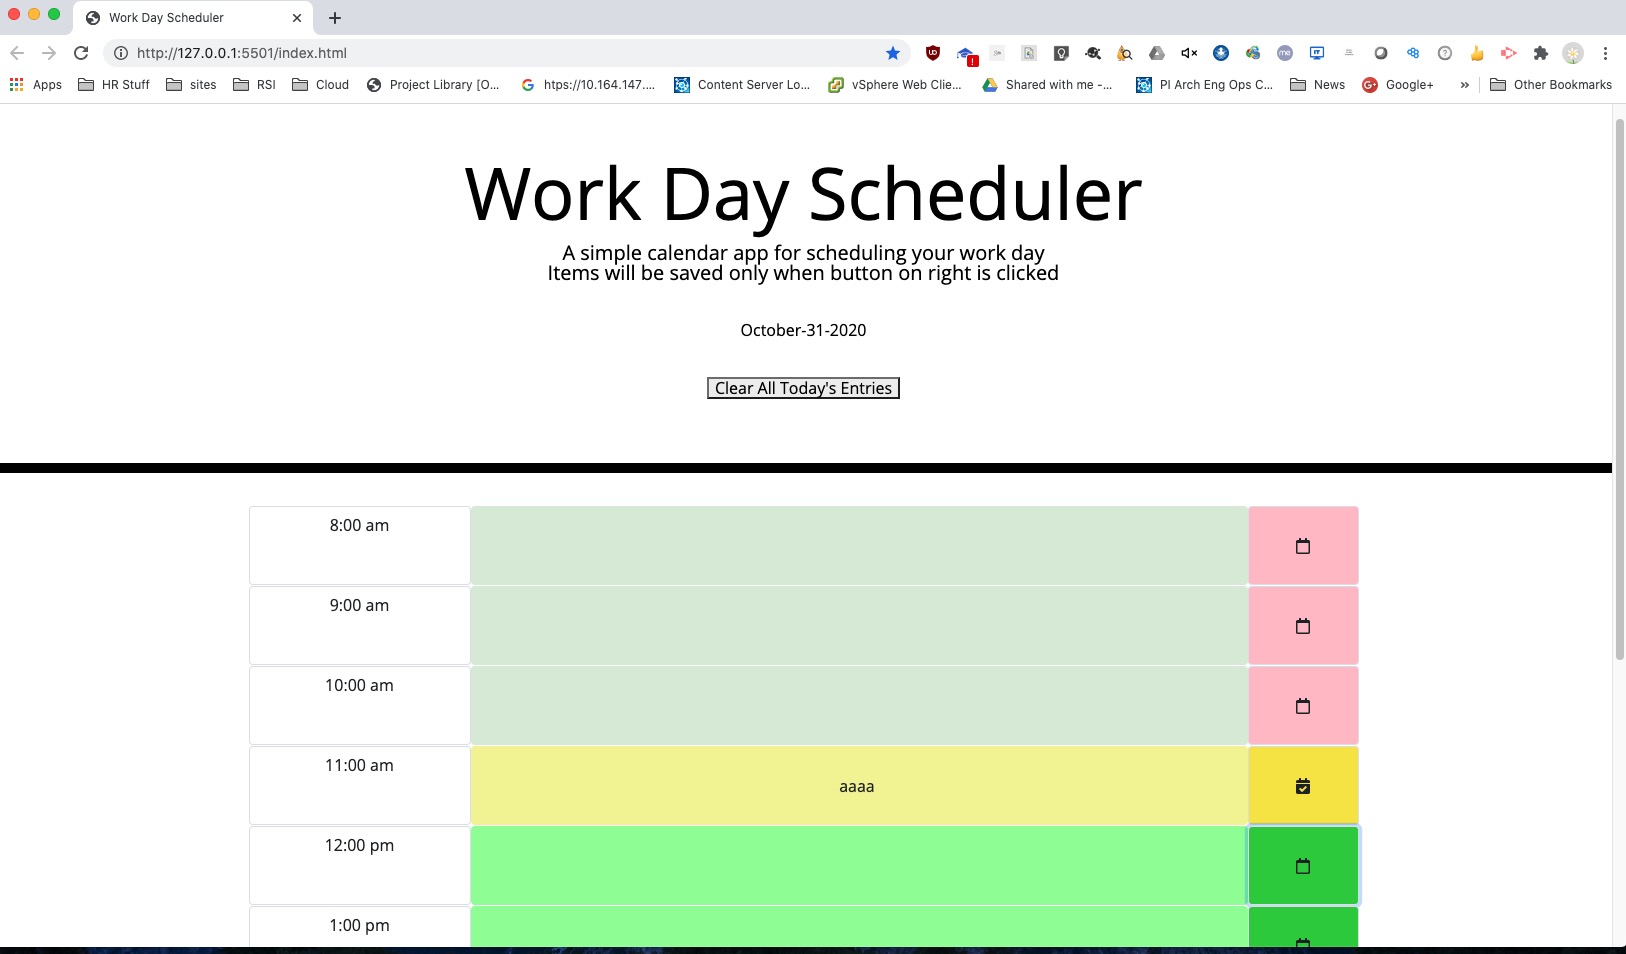 Work Day Scheduler
http://127.0.0.1:5501/index.html
Apps HR Stuff sites RSI Cloud Project Library [O... htps://10.164.147.... Content Server Lo... vSphere Web Clie... Shared with me -... PI Arch Eng Ops C... News Google+ » Other Bookmarks
Work Day Scheduler
A simple calendar app for scheduling your work day
Items will be saved only when button on right is clicked
October-31-2020
Clear All Today's Entries
8:00 am
9:00 am
10:00 am
11:00 am aaaa
12:00 pm
1:00 pm